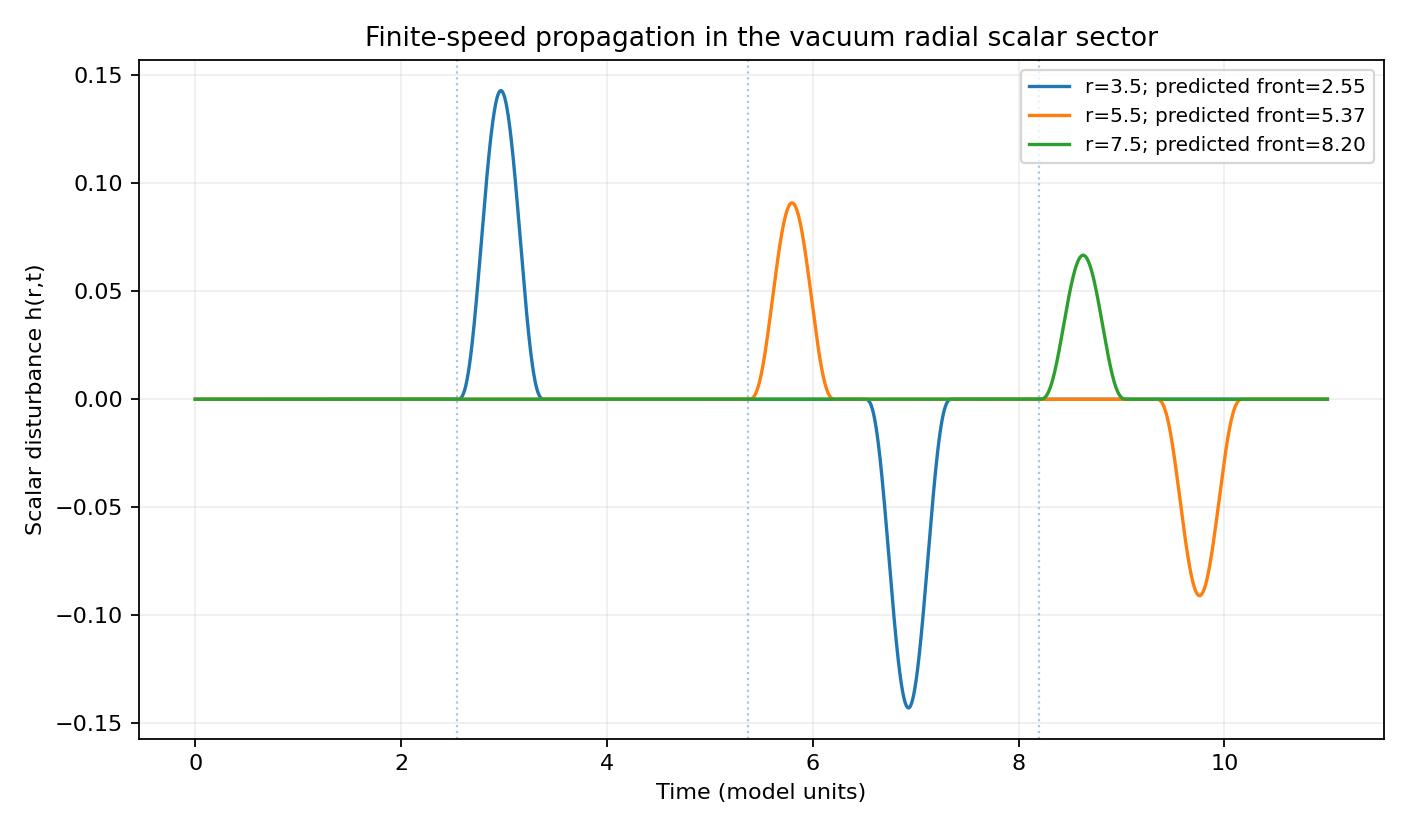 Finite-speed propagation in the vacuum radial scalar sector
r=3.5; predicted front=2.55
r=5.5; predicted front=5.37
r=7.5; predicted front=8.20
Scalar disturbance h(r,t)
0.15
0.10
0.05
0.00
−0.05
−0.10
−0.15
0 2 4 6 8 10
Time (model units)